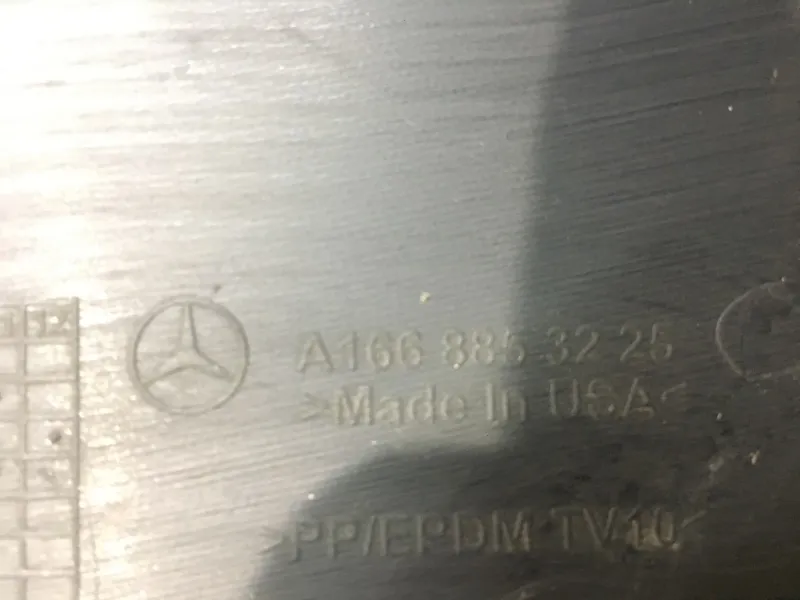 A166 885 32 25
>Made In USA<
>PP/EPDM TV10<